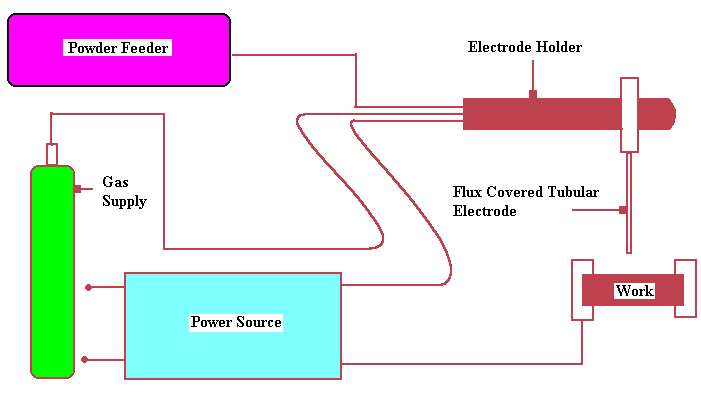 Powder Feeder
Electrode Holder
Gas
Supply
Flux Covered Tubular
Electrode
Work
Power Source